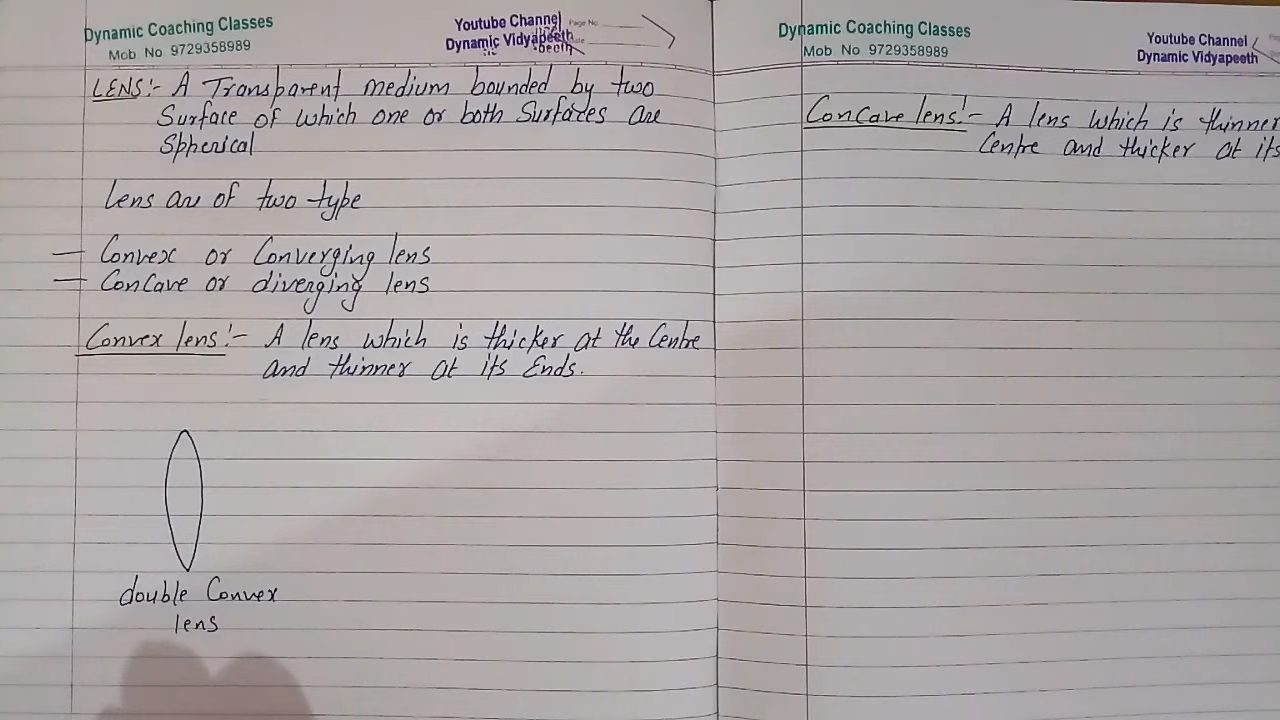 Dynamic Coaching Classes
Mob No 9729358989
Youtube Channel
Dynamic Vidyapeeth
Page No
LENS:- A Transparent medium bounded by two
Surface of which one or both Surfaces are
Spherical
Lens are of two type
— Convex or Converging lens
— Concave or diverging lens
Convex lens:- A lens which is thicker at the Centre
and thinner at its Ends.
double Convex
lens
Dynamic Coaching Classes
Mob No 9729358989
Youtube Channel
Dynamic Vidyapeeth
Concave lens:- A lens which is thinner
Centre and thicker at its